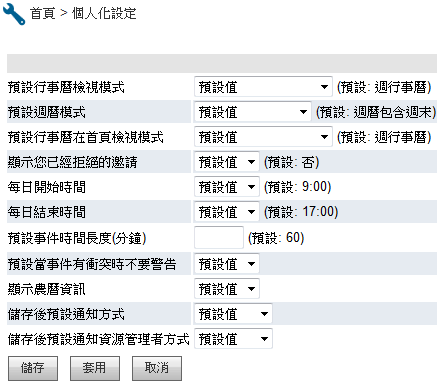 首頁 > 個人化設定
預設行事曆檢視模式 預設值 (預設: 週行事曆)
預設週曆模式 預設值 (預設: 週曆包含週末)
預設行事曆在首頁檢視模式 預設值 (預設: 週行事曆)
顯示您已經拒絕的邀請 預設值 (預設: 否)
每日開始時間 預設值 (預設: 9:00)
每日結束時間 預設值 (預設: 17:00)
預設事件時間長度(分鐘) (預設: 60)
預設當事件有衝突時不要警告 預設值
顯示農曆資訊 預設值
儲存後預設通知方式 預設值
儲存後預設通知資源管理者方式 預設值
儲存 套用 取消